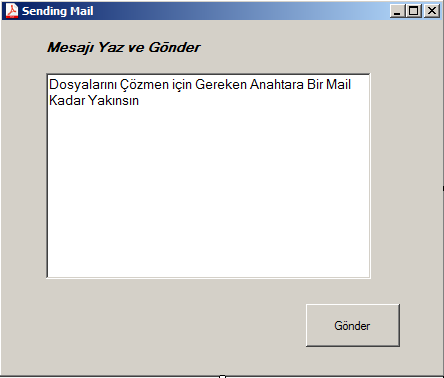 Sending Mail
Mesajı Yaz ve Gönder
Dosyalarını Çözmen için Gereken Anahtara Bir Mail
Kadar Yakınsın
Gönder